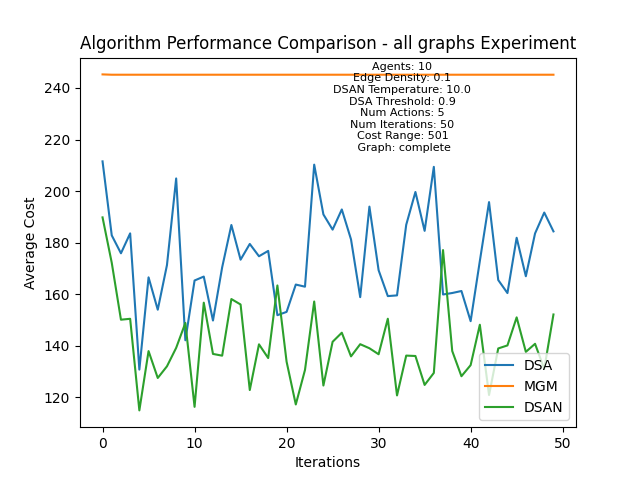 Algorithm Performance Comparison - all graphs Experiment
Agents: 10
Edge Density: 0.1
DSAN Temperature: 10.0
DSA Threshold: 0.9
Num Actions: 5
Num Iterations: 50
Cost Range: 501
Graph: complete
Average Cost
240
220
200
180
160
140
120
DSA
MGM
DSAN
0
10
20
30
40
50
Iterations